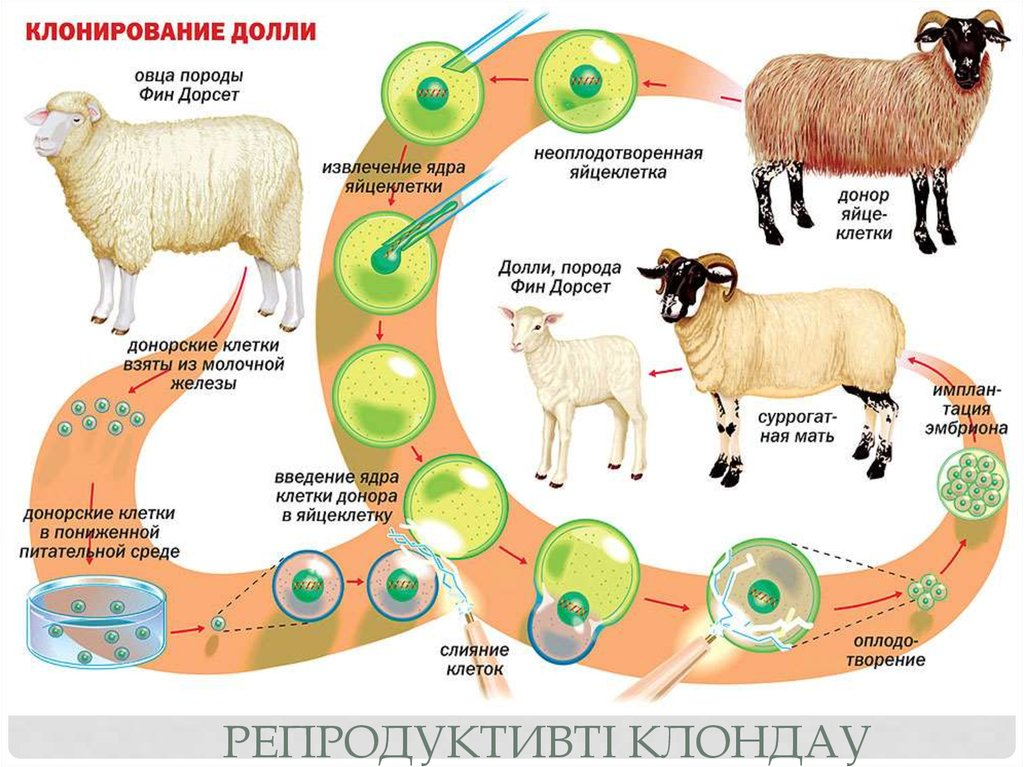 КЛОНИРОВАНИЕ ДОЛЛИ
овца породы
Фин Дорсет
извлечение ядра
яйцеклетки
неоплодотворенная
яйцеклетка
донор
яйце-
клетки
Долли, порода
Фин Дорсет
донорские клетки
взяты из молочной
железы
суррогат-
ная мать
имплан-
тация
эмбриона
введение ядра
клетки донора
в яйцеклетку
донорские клетки
в пониженной
питательной среде
слияние
клеток
оплодо-
творение
РЕПРОДУКТИВТІ КЛОНДАУ